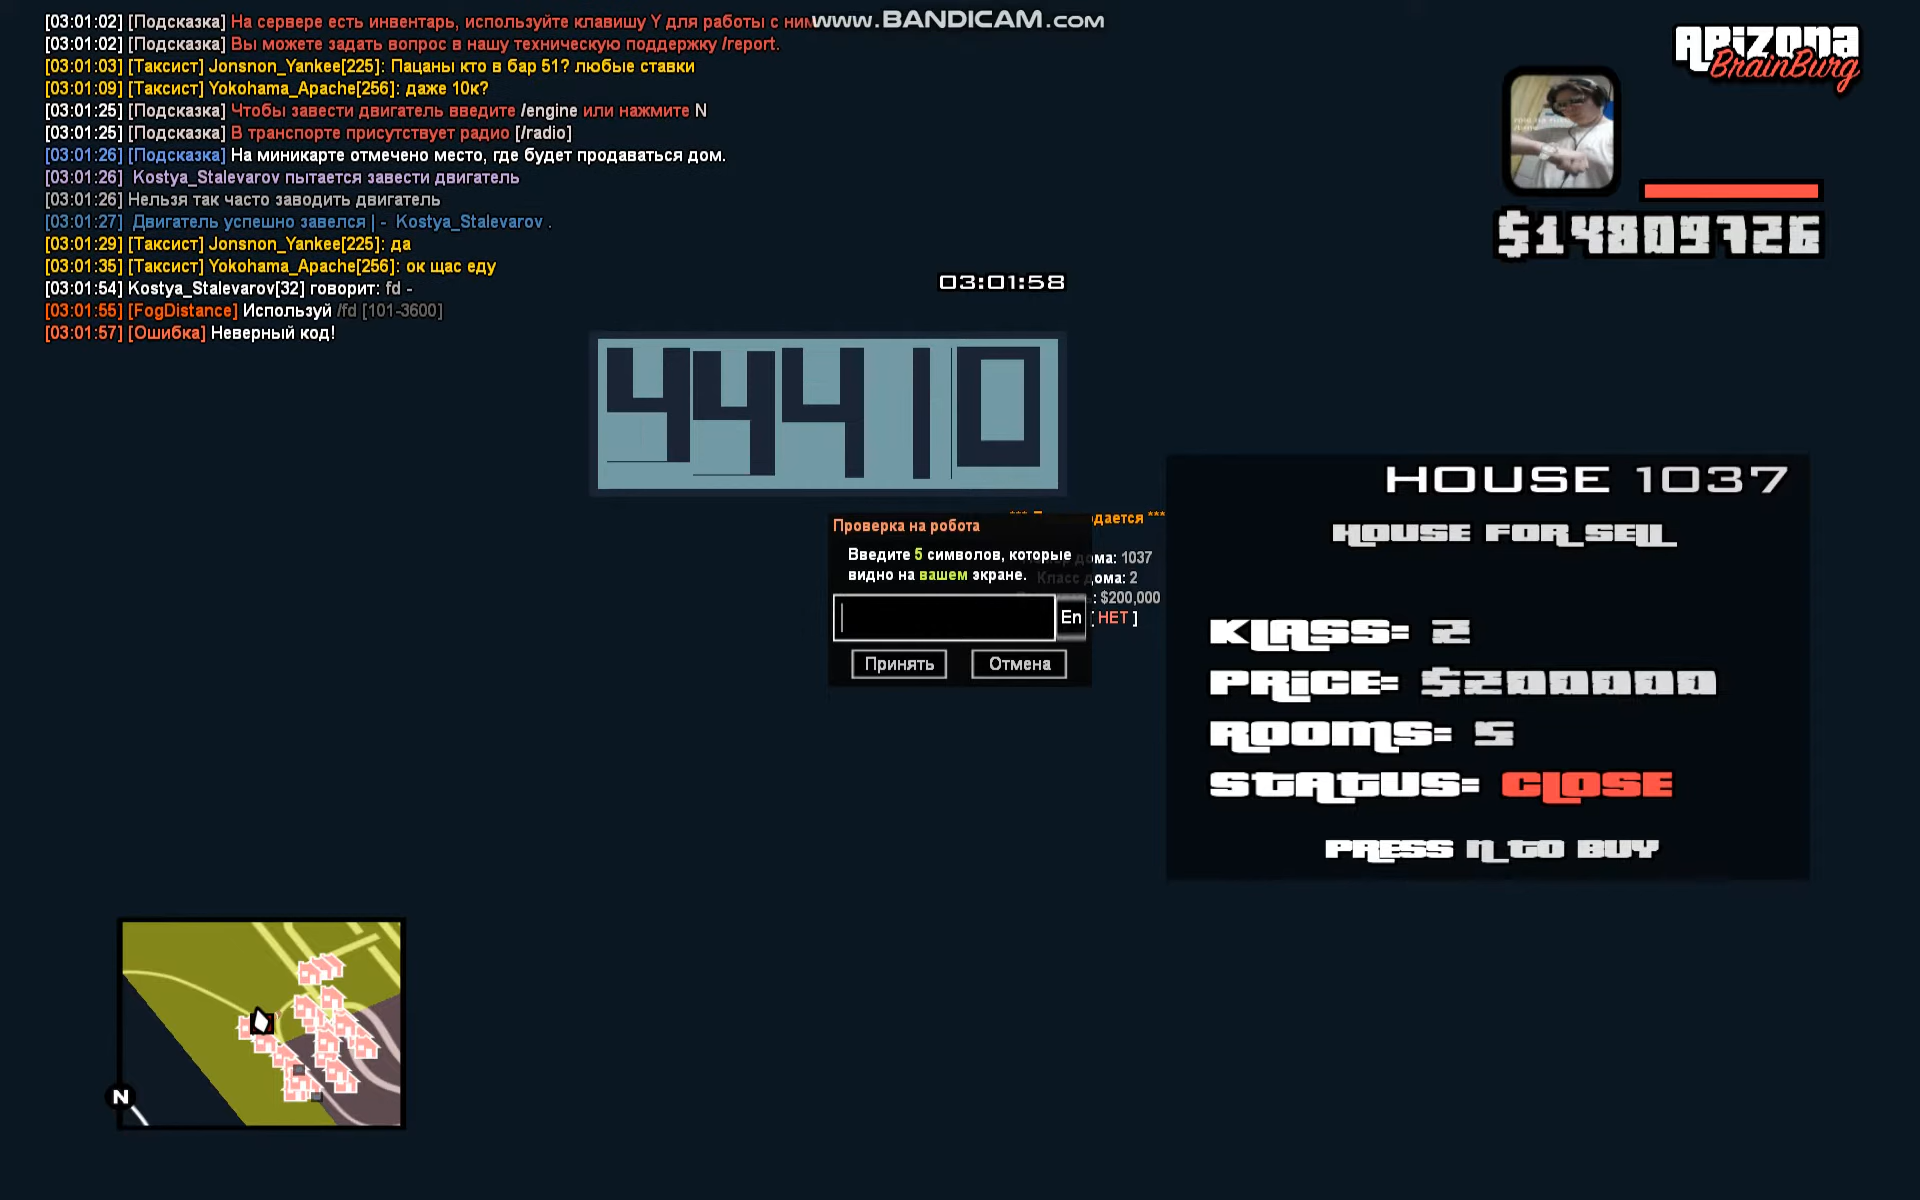 [03:01:02] [Подсказка] На сервере есть инвентарь, используйте клавишу Y для работы с ним
www.BANDICAM.com
[03:01:02] [Подсказка] Вы можете задать вопрос в нашу техническую поддержку /report.
[03:01:03] [Таксист] Jonsnon_Yankee[225]: Пацаны кто в бар 51? любые ставки
[03:01:09] [Таксист] Yokohama_Apache[256]: даже 10к?
[03:01:25] [Подсказка] Чтобы завести двигатель введите /engine или нажмите N
[03:01:25] [Подсказка] В транспорте присутствует радио [/radio]
[03:01:26] [Подсказка] На миникарте отмечено место, где будет продаваться дом.
[03:01:26] Kostya_Stalevarov пытается завести двигатель
[03:01:26] Нельзя так часто заводить двигатель
[03:01:27] Двигатель успешно завелся | - Kostya_Stalevarov .
[03:01:29] [Таксист] Jonsnon_Yankee[225]: да
[03:01:35] [Таксист] Yokohama_Apache[256]: ок щас еду
[03:01:54] Kostya_Stalevarov[32] говорит: fd -
[03:01:55] [FogDistance] Используй /fd [101-3600]
[03:01:57] [Ошибка] Неверный код!
Arizona
BrainBurg
$14809726
03:01:58
44410
Проверка на робота
Введите 5 символов, которые
видно на вашем экране.
En
Принять Отмена
дается ***
дома: 1037
Класс дома: 2
: $200,000
[ НЕТ ]
HOUSE 1037
HOUSE FOR SELL
KLASS: 2
PRICE: $200000
ROOMS: 5
STATUS: CLOSE
PRESS N TO BUY
N